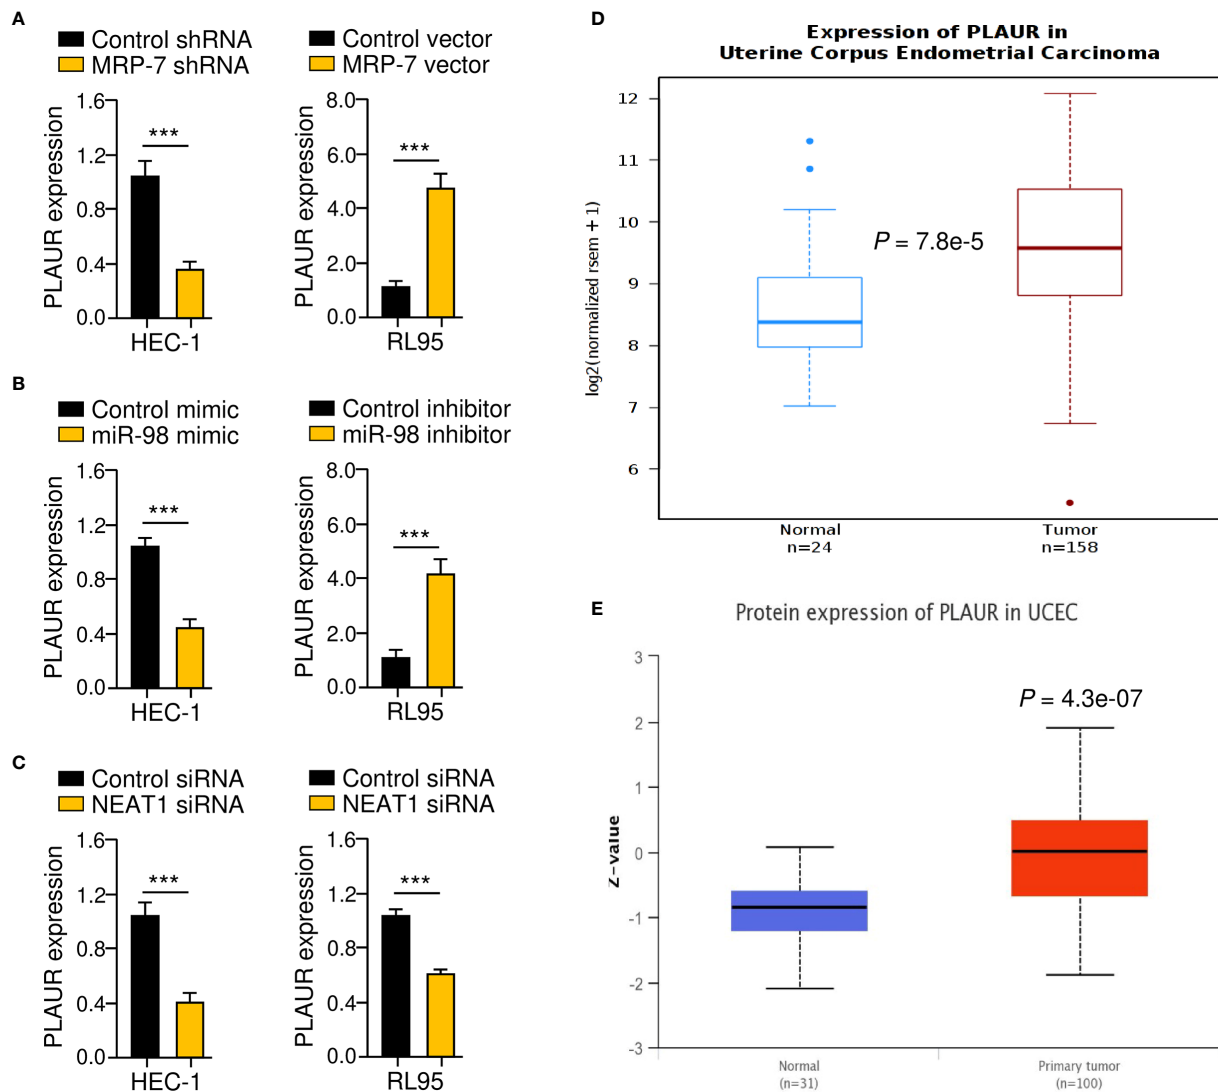 A
Control shRNA
MRP-7 shRNA
PLAUR expression
1.6
1.2
0.8
0.4
0.0
***
HEC-1
Control vector
MRP-7 vector
PLAUR expression
8.0
6.0
4.0
2.0
0.0
***
RL95
B
Control mimic
miR-98 mimic
PLAUR expression
1.6
1.2
0.8
0.4
0.0
***
HEC-1
Control inhibitor
miR-98 inhibitor
PLAUR expression
8.0
6.0
4.0
2.0
0.0
***
RL95
C
Control siRNA
NEAT1 siRNA
PLAUR expression
1.6
1.2
0.8
0.4
0.0
***
HEC-1
Control siRNA
NEAT1 siRNA
PLAUR expression
1.6
1.2
0.8
0.4
0.0
***
RL95
D
Expression of PLAUR in
Uterine Corpus Endometrial Carcinoma
log2(normalized rsem + 1)
12
11
10
9
8
7
6
P = 7.8e-5
Normal
n=24
Tumor
n=158
E
Protein expression of PLAUR in UCEC
Z-value
3
2
1
0
-1
-2
-3
P = 4.3e-07
Normal
(n=31)
Primary tumor
(n=100)